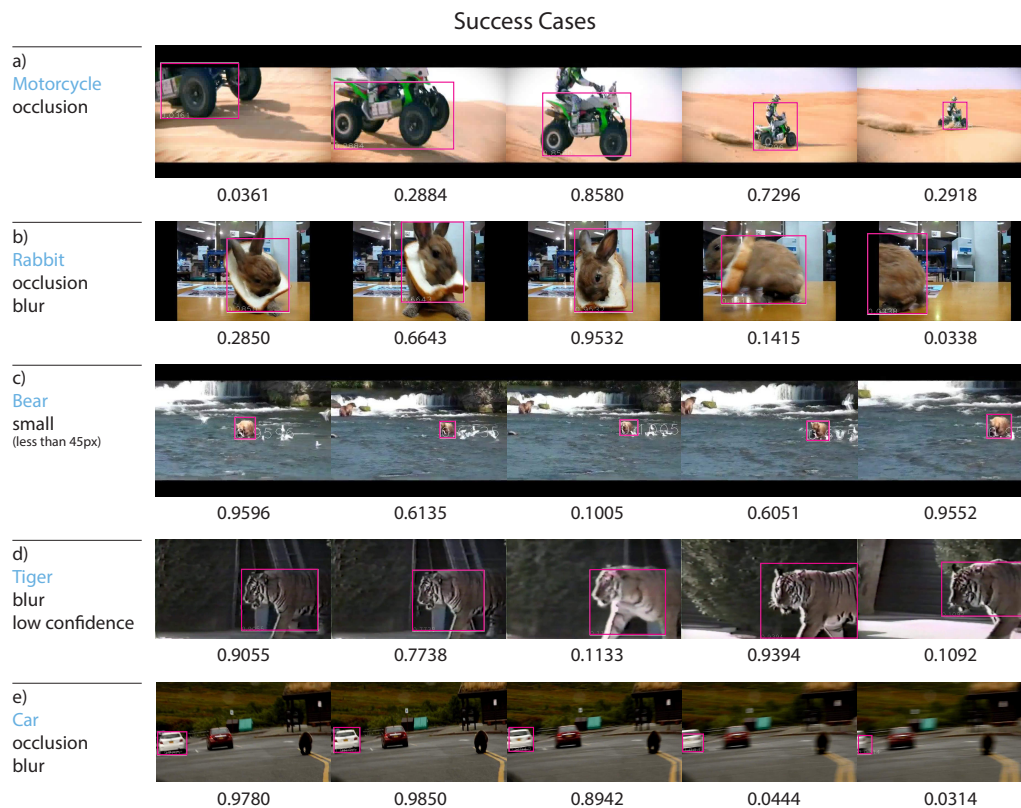 Success Cases
a)
Motorcycle
occlusion
0.0361 0.2884 0.8580 0.7296 0.2918
b)
Rabbit
occlusion
blur
0.2850 0.6643 0.9532 0.1415 0.0338
c)
Bear
small
(less than 45px)
0.9596 0.6135 0.1005 0.6051 0.9552
d)
Tiger
blur
low confidence
0.9055 0.7738 0.1133 0.9394 0.1092
e)
Car
occlusion
blur
0.9780 0.9850 0.8942 0.0444 0.0314